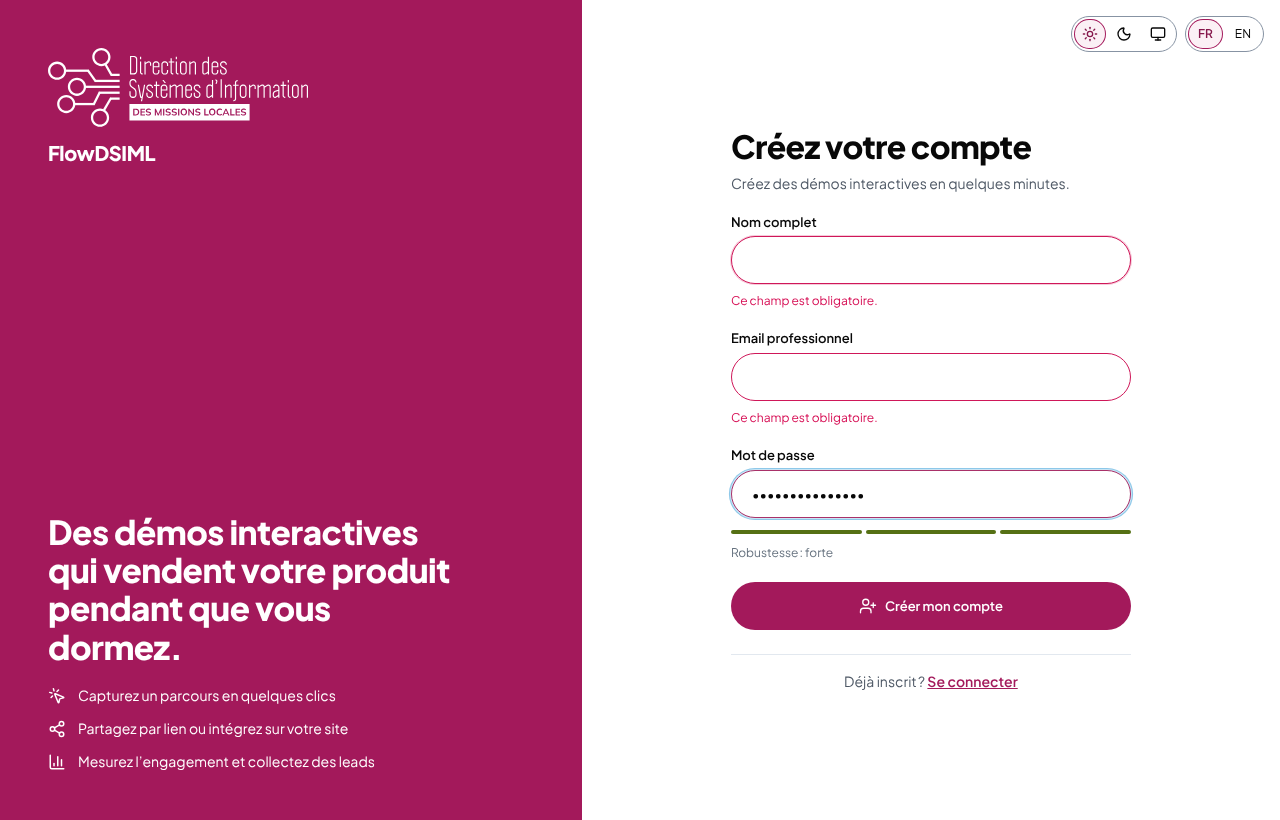 Direction des
Systèmes d'Information
DES MISSIONS LOCALES
FlowDSIML
Des démos interactives
qui vendent votre produit
pendant que vous
dormez.
Capturez un parcours en quelques clics
Partagez par lien ou intégrez sur votre site
Mesurez l'engagement et collectez des leads
FR EN
Créez votre compte
Créez des démos interactives en quelques minutes.
Nom complet
Ce champ est obligatoire.
Email professionnel
Ce champ est obligatoire.
Mot de passe
•••••••••••••••
Robustesse : forte
Créer mon compte
Déjà inscrit ? Se connecter